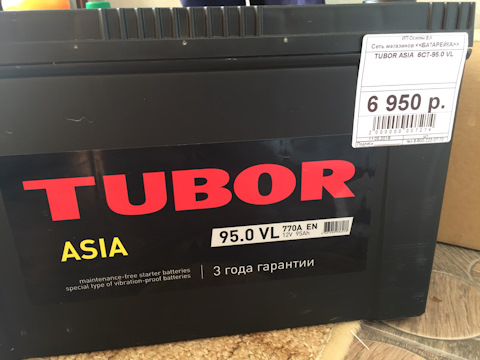 Сеть магазинов <<БАТАРЕЙКА>>
TUBOR ASIA 6СТ-95.0 VL
6 950 р.
TUBOR
ASIA
95.0 VL
770A EN
12V 95Ah
maintenance-free starter batteries
special type of vibration-proof batteries
3 года гарантии